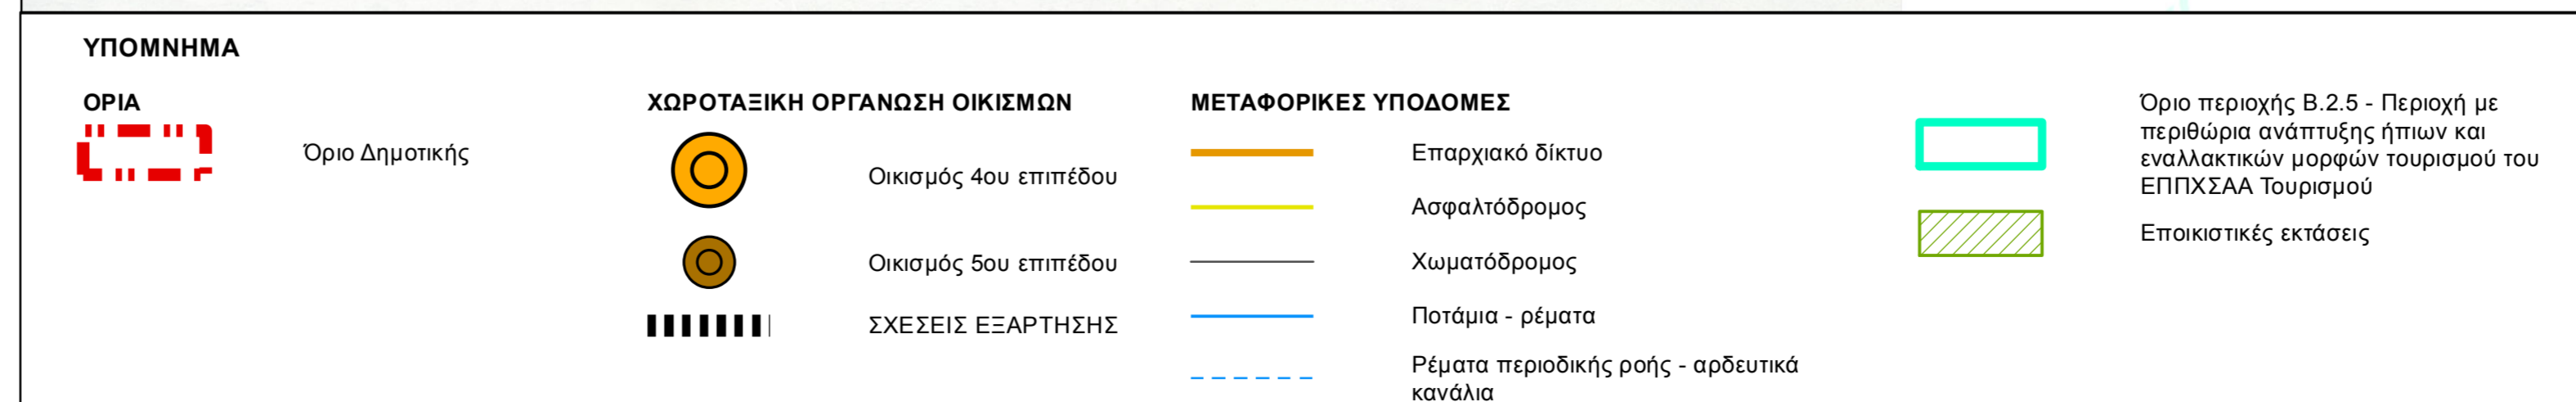 ΥΠΟΜΝΗΜΑ
ΟΡΙΑ
Όριο Δημοτικής
ΧΩΡΟΤΑΞΙΚΗ ΟΡΓΑΝΩΣΗ ΟΙΚΙΣΜΩΝ
Οικισμός 4ου επιπέδου
Οικισμός 5ου επιπέδου
ΣΧΕΣΕΙΣ ΕΞΑΡΤΗΣΗΣ
ΜΕΤΑΦΟΡΙΚΕΣ ΥΠΟΔΟΜΕΣ
Επαρχιακό δίκτυο
Ασφαλτόδρομος
Χωματόδρομος
Ποτάμια - ρέματα
Ρέματα περιοδικής ροής - αρδευτικά
κανάλια
Όριο περιοχής Β.2.5 - Περιοχή με
περιθώρια ανάπτυξης ήπιων και
εναλλακτικών μορφών τουρισμού του
ΕΠΠΧΣΑΑ Τουρισμού
Εποικιστικές εκτάσεις